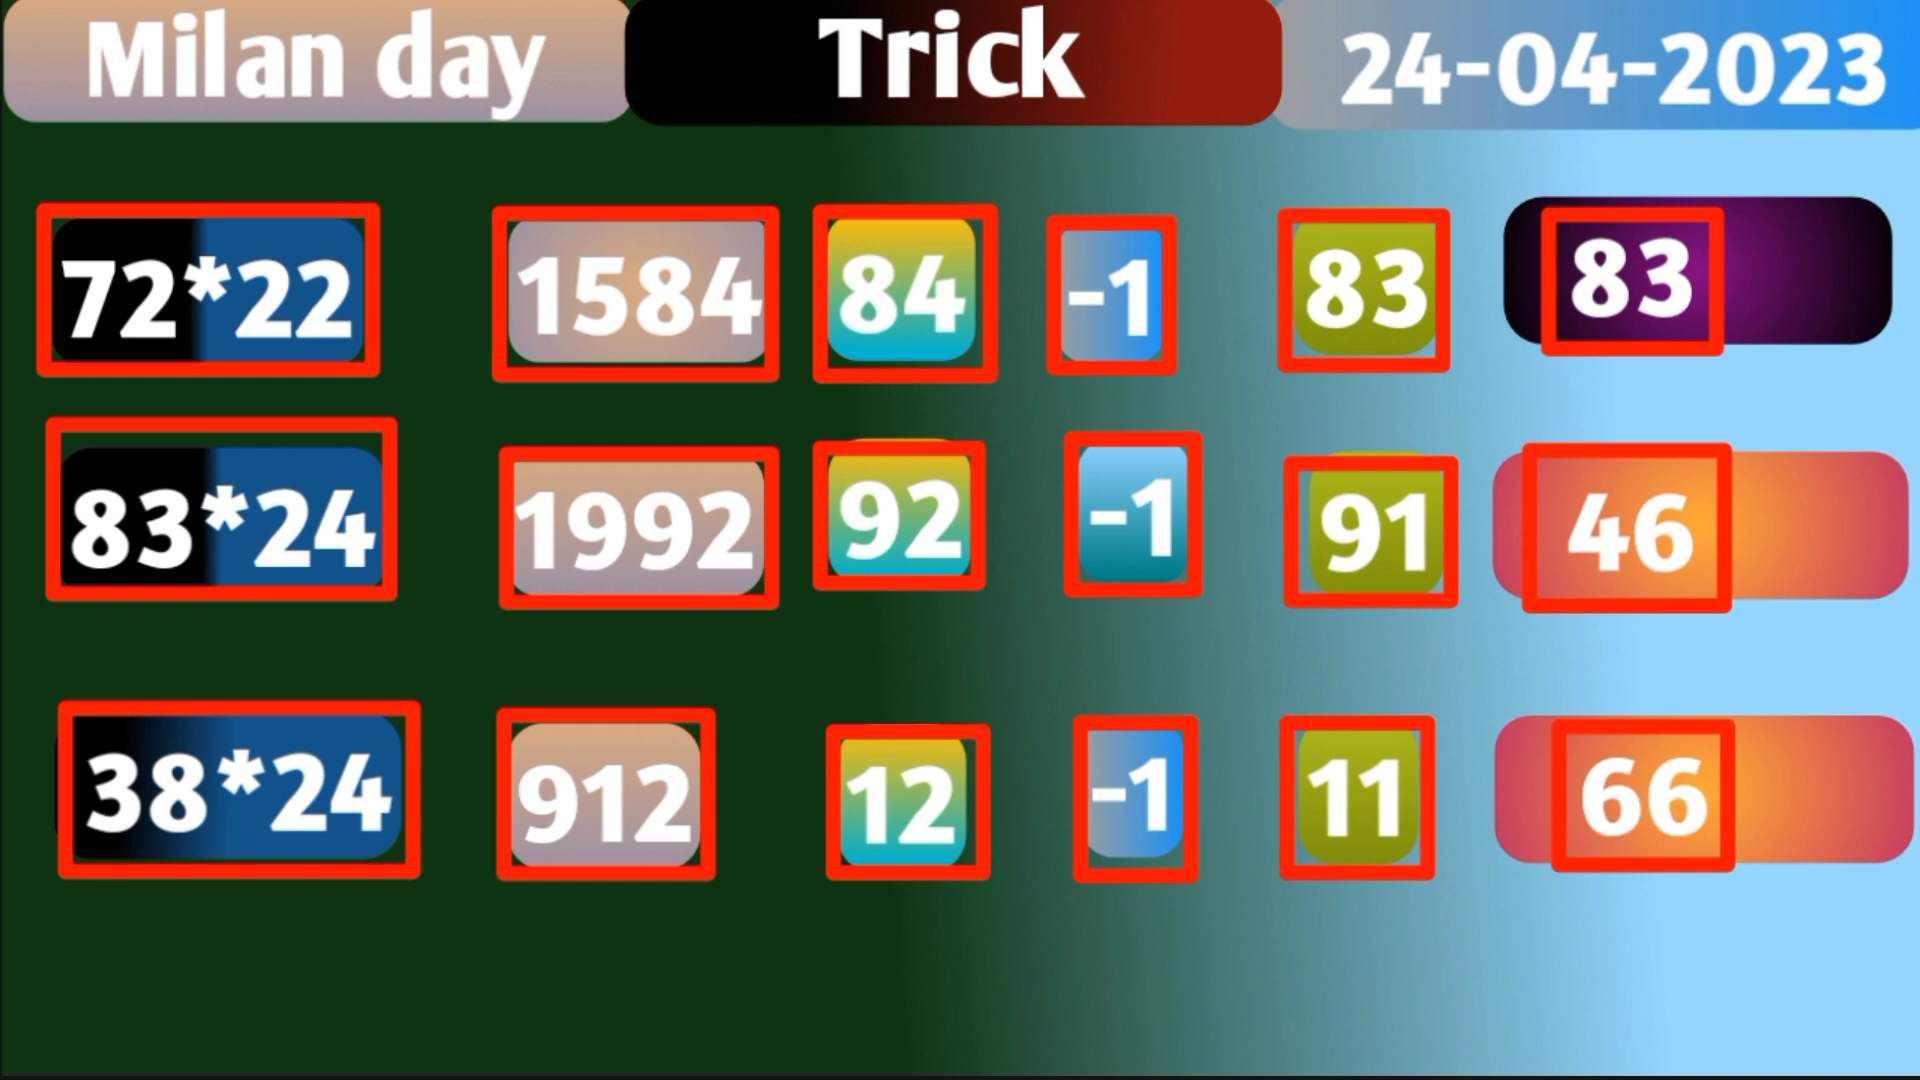 Milan day Trick 24-04-2023
72*22 1584 84 -1 83 83
83*24 1992 92 -1 91 46
38*24 912 12 -1 11 66